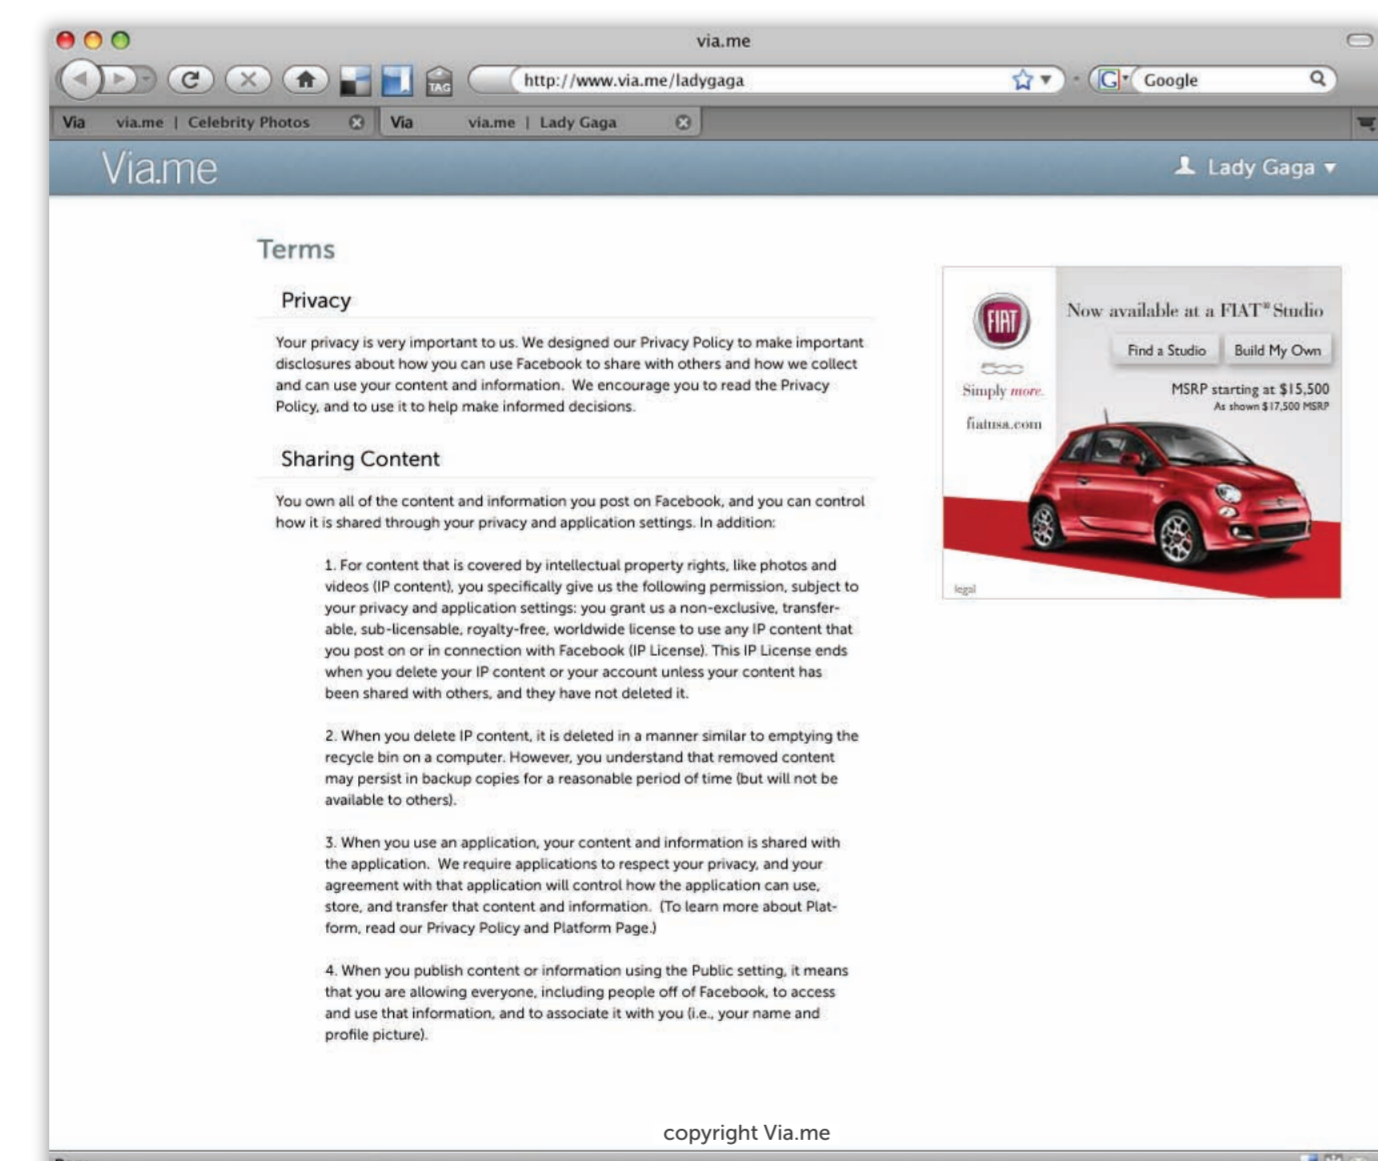 via.me
TAG
http://www.via.me/ladygaga
G
Google
Via via.me | Celebrity Photos
Via via.me | Lady Gaga
Via.me
Lady Gaga
Terms
Privacy
Your privacy is very important to us. We designed our Privacy Policy to make important
disclosures about how you can use Facebook to share with others and how we collect
and can use your content and information. We encourage you to read the Privacy
Policy, and to use it to help make informed decisions.
Sharing Content
You own all of the content and information you post on Facebook, and you can control
how it is shared through your privacy and application settings. In addition:
1. For content that is covered by intellectual property rights, like photos and
videos (IP content), you specifically give us the following permission, subject to
your privacy and application settings: you grant us a non-exclusive, transfer-
able, sub-licensable, royalty-free, worldwide license to use any IP content that
you post on or in connection with Facebook (IP License). This IP License ends
when you delete your IP content or your account unless your content has
been shared with others, and they have not deleted it.
2. When you delete IP content, it is deleted in a manner similar to emptying the
recycle bin on a computer. However, you understand that removed content
may persist in backup copies for a reasonable period of time (but will not be
available to others).
3. When you use an application, your content and information is shared with
the application. We require applications to respect your privacy, and your
agreement with that application will control how the application can use,
store, and transfer that content and information. (To learn more about Plat-
form, read our Privacy Policy and Platform Page.)
4. When you publish content or information using the Public setting, it means
that you are allowing everyone, including people off of Facebook, to access
and use that information, and to associate it with you (i.e., your name and
profile picture).
FIAT
500
Simply more.
fiatusa.com
Now available at a FIAT® Studio
Find a Studio
Build My Own
MSRP starting at $15,500
As shown $17,500 MSRP
legal
copyright Via.me